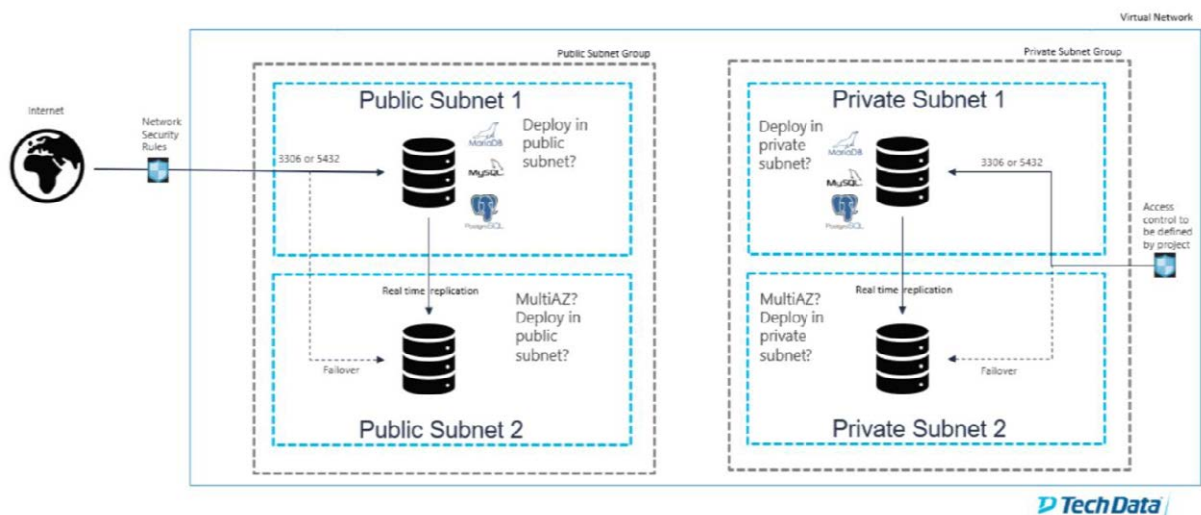 Virtual Network
Public Subnet Group
Private Subnet Group
Internet
Network
Security
Rules
3306 or 5432
Public Subnet 1
MariaDB
MySQL
PostgreSQL
Deploy in
public
subnet?
Real time replication
MultiAZ?
Deploy in
public
subnet?
Failover
Public Subnet 2
Private Subnet 1
Deploy in
private
subnet?
MariaDB
MySQL
PostgreSQL
3306 or 5432
Access
control to
be defined
by project
Real time replication
MultiAZ?
Deploy in
private
subnet?
Failover
Private Subnet 2
Tech Data